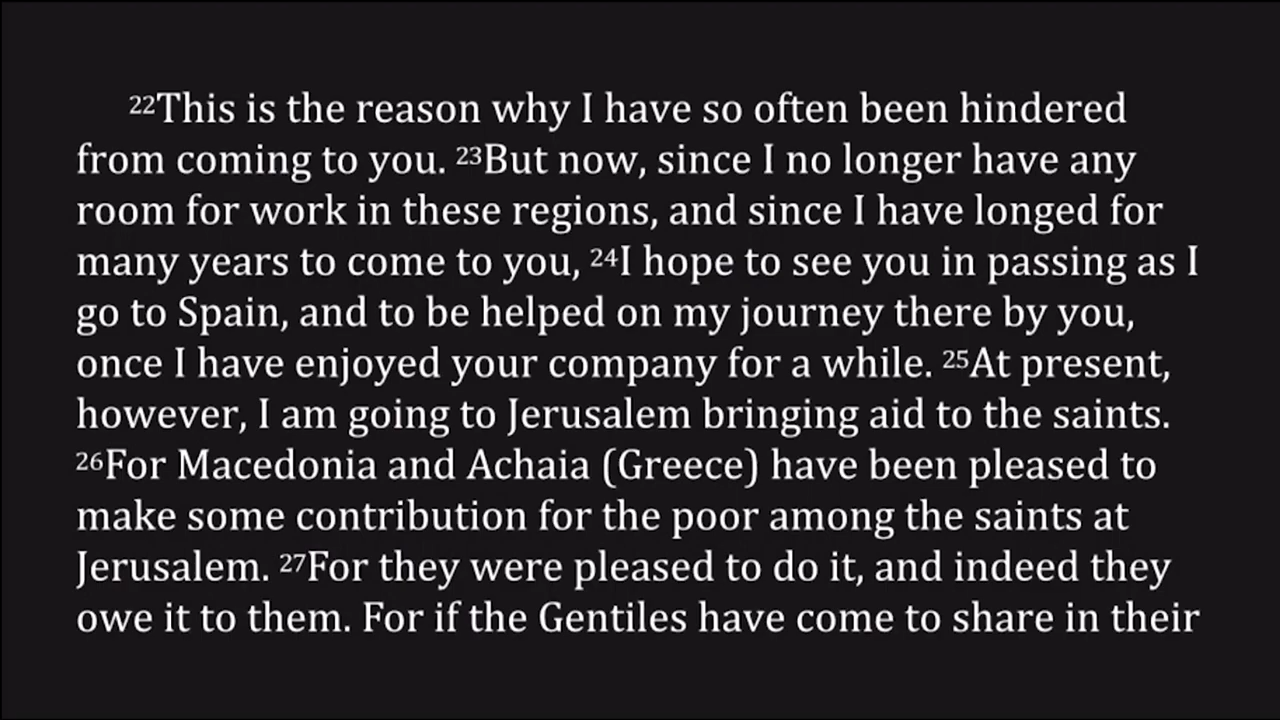 ²²This is the reason why I have so often been hindered
from coming to you. ²³But now, since I no longer have any
room for work in these regions, and since I have longed for
many years to come to you, ²⁴I hope to see you in passing as I
go to Spain, and to be helped on my journey there by you,
once I have enjoyed your company for a while. ²⁵At present,
however, I am going to Jerusalem bringing aid to the saints.
²⁶For Macedonia and Achaia (Greece) have been pleased to
make some contribution for the poor among the saints at
Jerusalem. ²⁷For they were pleased to do it, and indeed they
owe it to them. For if the Gentiles have come to share in their